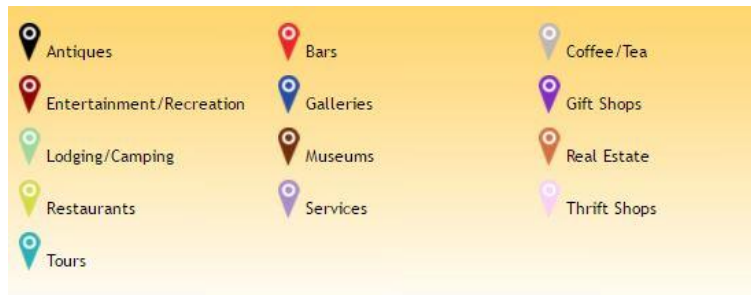 Antiques Bars Coffee/Tea
Entertainment/Recreation Galleries Gift Shops
Lodging/Camping Museums Real Estate
Restaurants Services Thrift Shops
Tours